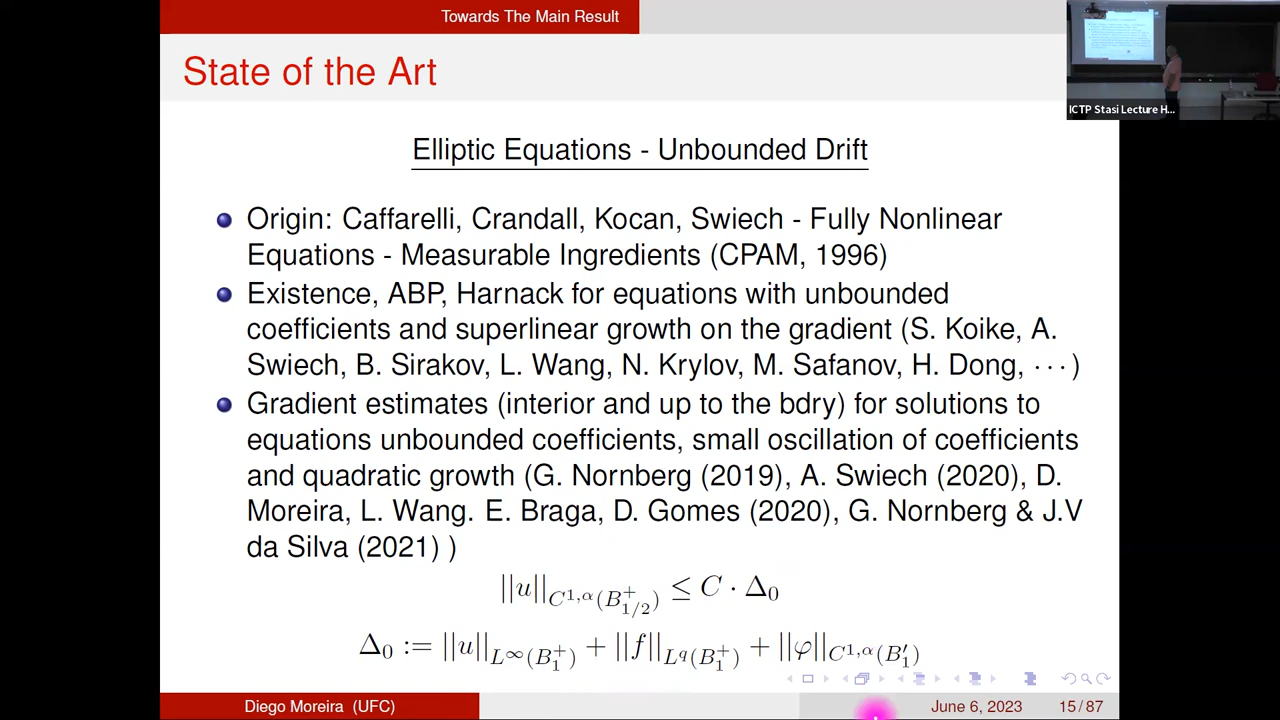 Towards The Main Result
State of the Art
ICTP Stasi Lecture H...
Elliptic Equations - Unbounded Drift
Origin: Caffarelli, Crandall, Kocan, Swiech - Fully Nonlinear
Equations - Measurable Ingredients (CPAM, 1996)
Existence, ABP, Harnack for equations with unbounded
coefficients and superlinear growth on the gradient (S. Koike, A.
Swiech, B. Sirakov, L. Wang, N. Krylov, M. Safanov, H. Dong, ⋯)
Gradient estimates (interior and up to the bdry) for solutions to
equations unbounded coefficients, small oscillation of coefficients
and quadratic growth (G. Nornberg (2019), A. Swiech (2020), D.
Moreira, L. Wang. E. Braga, D. Gomes (2020), G. Nornberg & J.V
da Silva (2021) )
||u||_{C^{1,α}(B^+_{1/2})} ≤ C · Δ_0
Δ_0 := ||u||_{L^∞(B_1^+)} + ||f||_{L^q(B_1^+)} + ||φ||_{C^{1,α}(B'_1)}
Diego Moreira (UFC)
June 6, 2023
15 / 87